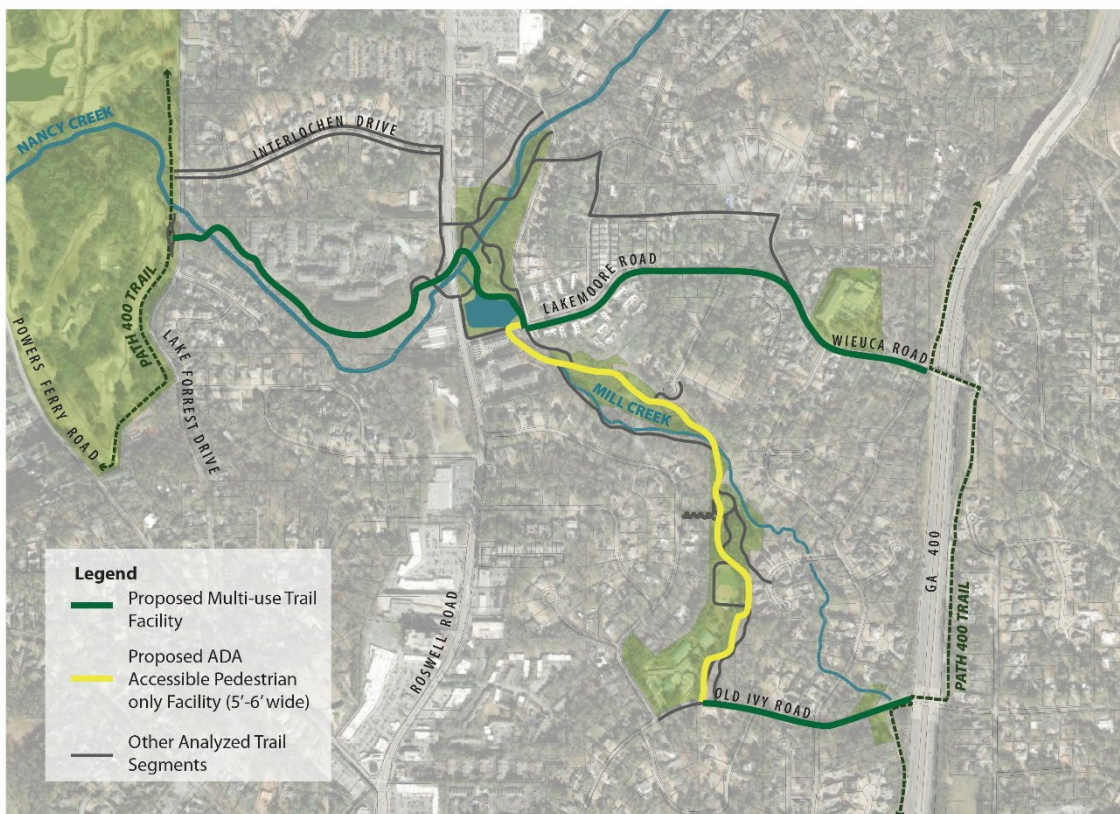 NANCY CREEK
INTERLOCHEN DRIVE
PATH 400 TRAIL
LAKEMOORE ROAD
WIEUCA ROAD
POWERS FERRY ROAD
LAKE FORREST DRIVE
MILL CREEK
GA 400
ROSWELL ROAD
PATH 400 TRAIL
OLD IVY ROAD
Legend
Proposed Multi-use Trail
Facility
Proposed ADA
Accessible Pedestrian
only Facility (5'-6' wide)
Other Analyzed Trail
Segments